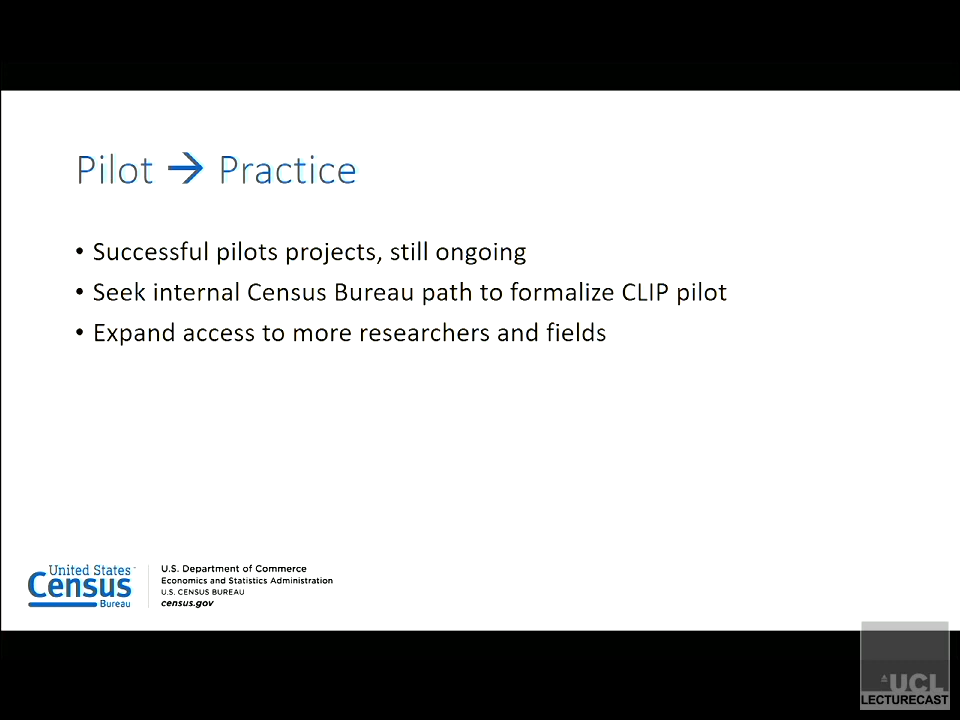 Pilot → Practice
• Successful pilots projects, still ongoing
• Seek internal Census Bureau path to formalize CLIP pilot
• Expand access to more researchers and fields
United States
Census
Bureau
U.S. Department of Commerce
Economics and Statistics Administration
U.S. CENSUS BUREAU
census.gov
UCL
LECTURECAST